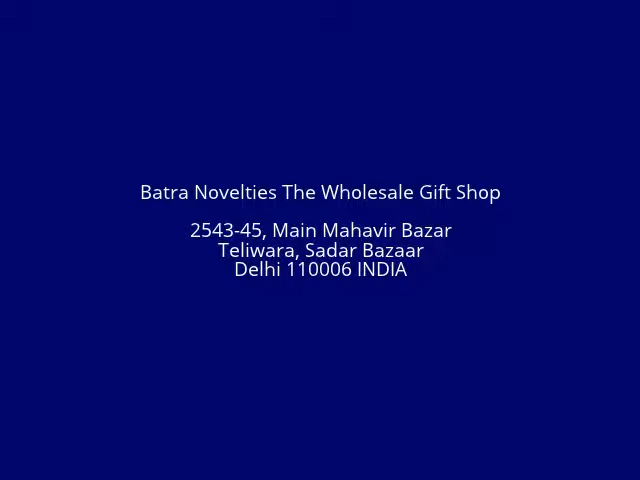 Batra Novelties The Wholesale Gift Shop
2543-45, Main Mahavir Bazar
Teliwara, Sadar Bazaar
Delhi 110006 INDIA